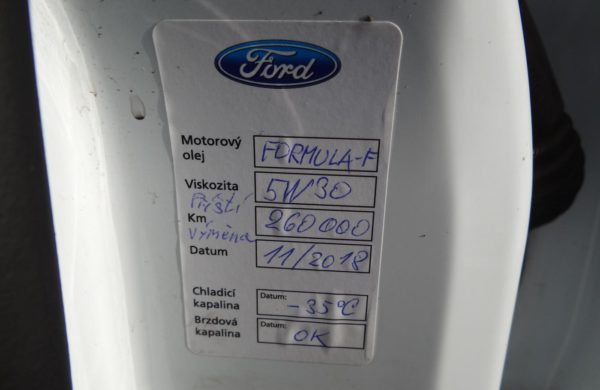 Ford
Motorový
olej
FORMULA-F
Viskozita
5W30
Příští
Km
260000
výměna
Datum
11/2018
Chladicí
kapalina
Datum:
-35°C
Brzdová
kapalina
Datum:
OK